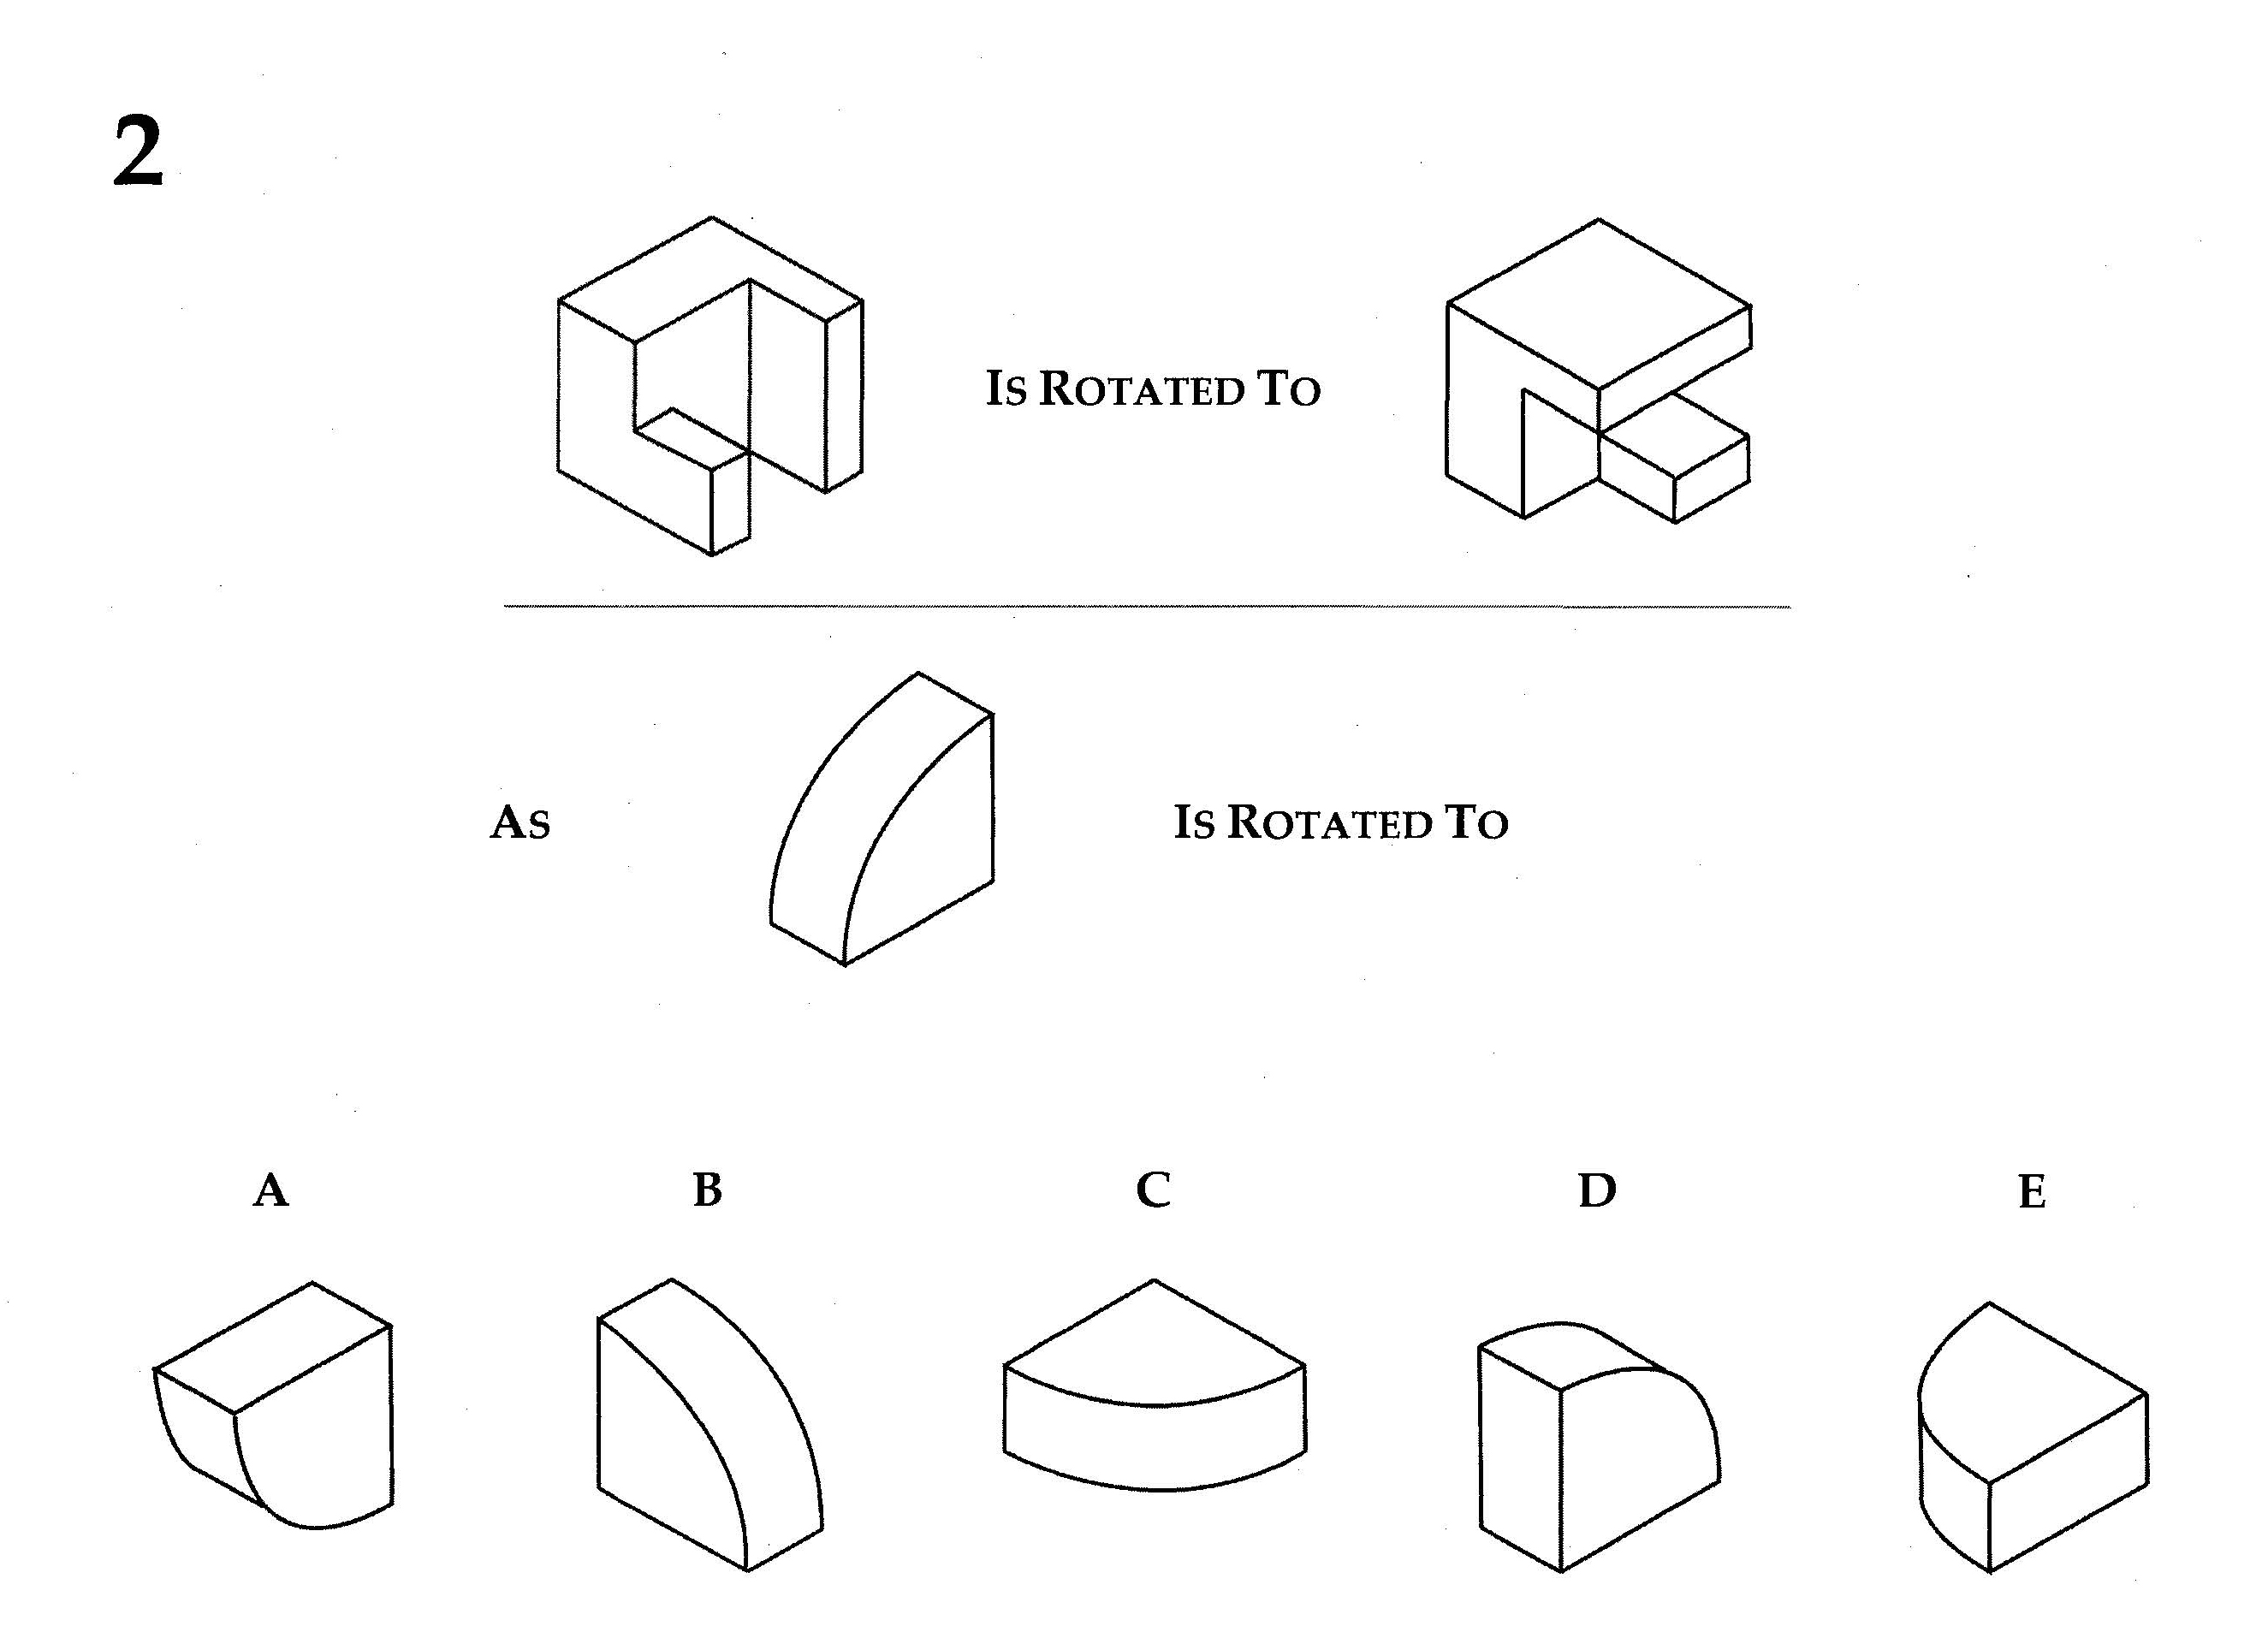 2
IS ROTATED TO
AS IS ROTATED TO
A B C D E